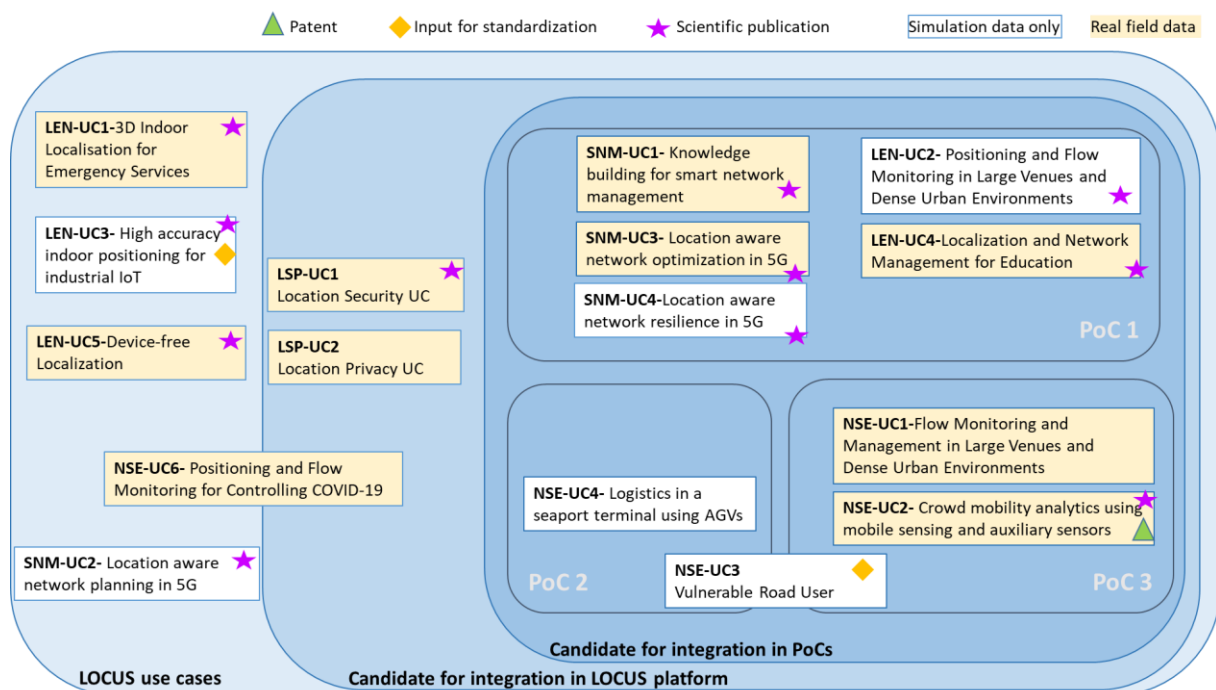 Patent
Input for standardization
Scientific publication
Simulation data only
Real field data
LEN-UC1-3D Indoor
Localisation for
Emergency Services
LEN-UC3- High accuracy
indoor positioning for
industrial IoT
LEN-UC5-Device-free
Localization
NSE-UC6- Positioning and Flow
Monitoring for Controlling COVID-19
SNM-UC2- Location aware
network planning in 5G
LSP-UC1
Location Security UC
LSP-UC2
Location Privacy UC
SNM-UC1- Knowledge
building for smart network
management
SNM-UC3- Location aware
network optimization in 5G
SNM-UC4-Location aware
network resilience in 5G
LEN-UC2- Positioning and Flow
Monitoring in Large Venues and
Dense Urban Environments
LEN-UC4-Localization and Network
Management for Education
PoC 1
NSE-UC4- Logistics in a
seaport terminal using AGVs
PoC 2
NSE-UC1-Flow Monitoring and
Management in Large Venues and
Dense Urban Environments
NSE-UC2- Crowd mobility analytics using
mobile sensing and auxiliary sensors
NSE-UC3
Vulnerable Road User
PoC 3
Candidate for integration in PoCs
LOCUS use cases
Candidate for integration in LOCUS platform